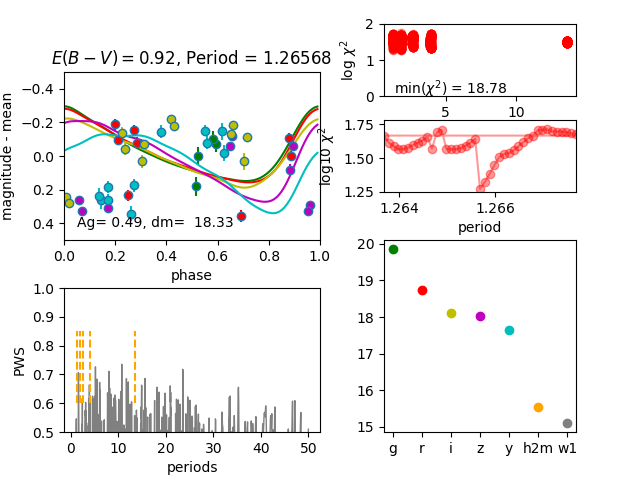 E(B − V) = 0.92, Period = 1.26568
magnitude - mean
−0.4
−0.2
0.0
0.2
0.4
Ag= 0.49, dm=  18.33
0.0 0.2 0.4 0.6 0.8 1.0
phase
log χ²
2
1
0
min(χ²) = 18.78
5 10
log10 χ²
1.75
1.50
1.25
1.264 1.266
period
PWS
1.0
0.9
0.8
0.7
0.6
0.5
0 10 20 30 40 50
periods
20
19
18
17
16
15
g r i z y h2m w1